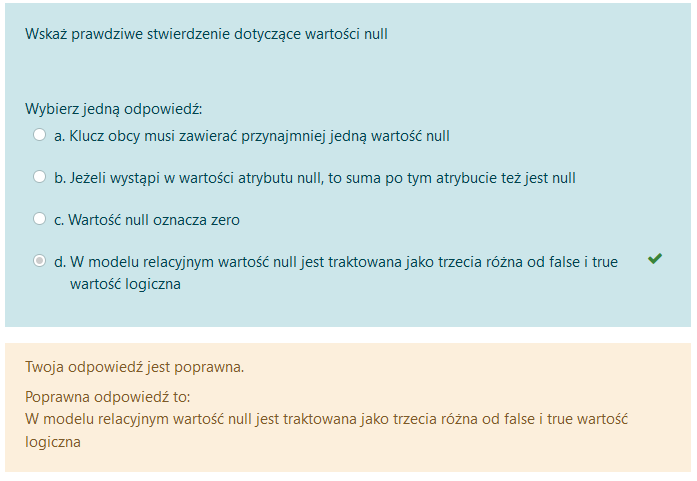 Wskaż prawdziwe stwierdzenie dotyczące wartości null
Wybierz jedną odpowiedź:
a. Klucz obcy musi zawierać przynajmniej jedną wartość null
b. Jeżeli wystąpi w wartości atrybutu null, to suma po tym atrybucie też jest null
c. Wartość null oznacza zero
d. W modelu relacyjnym wartość null jest traktowana jako trzecia różna od false i true
wartość logiczna
Twoja odpowiedź jest poprawna.
Poprawna odpowiedź to:
W modelu relacyjnym wartość null jest traktowana jako trzecia różna od false i true wartość
logiczna